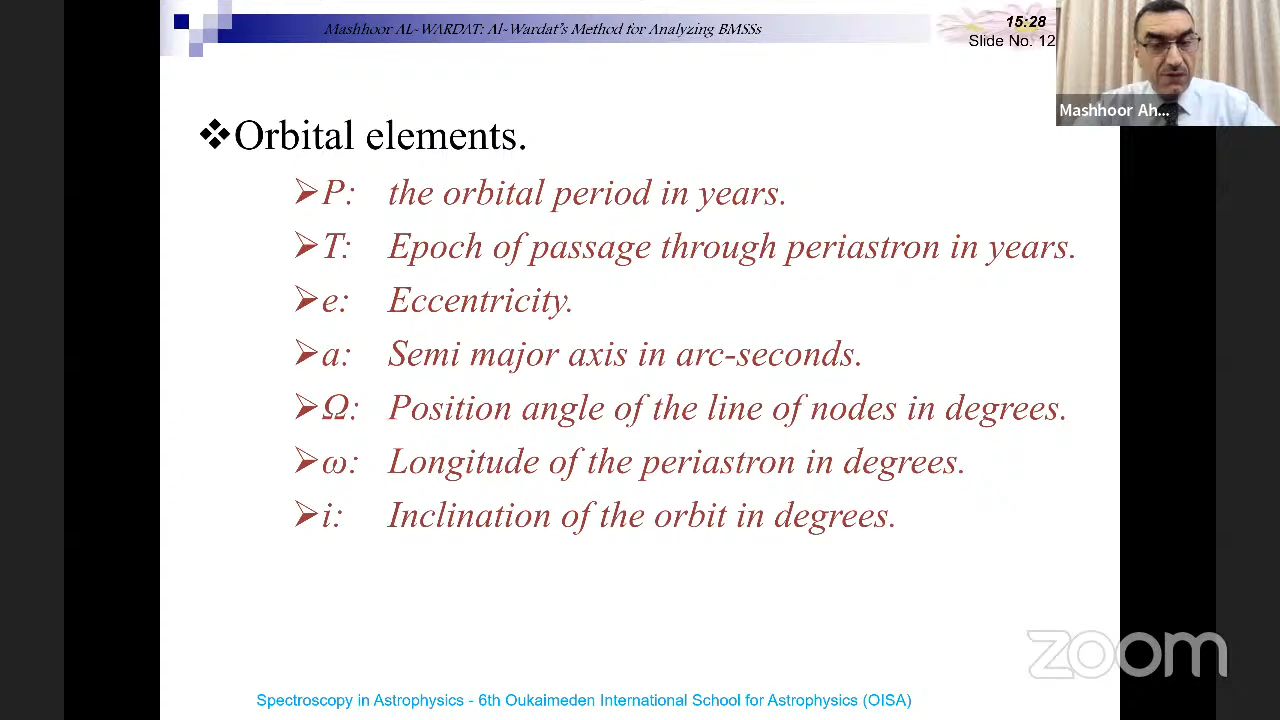 Mashhoor AL-WARDAT: Al-Wardat's Method for Analyzing BMSSs
15:28
Slide No. 12
Mashhoor Ah...
❖Orbital elements.
➢P: the orbital period in years.
➢T: Epoch of passage through periastron in years.
➢e: Eccentricity.
➢a: Semi major axis in arc-seconds.
➢Ω: Position angle of the line of nodes in degrees.
➢ω: Longitude of the periastron in degrees.
➢i: Inclination of the orbit in degrees.
zoom
Spectroscopy in Astrophysics - 6th Oukaimeden International School for Astrophysics (OISA)